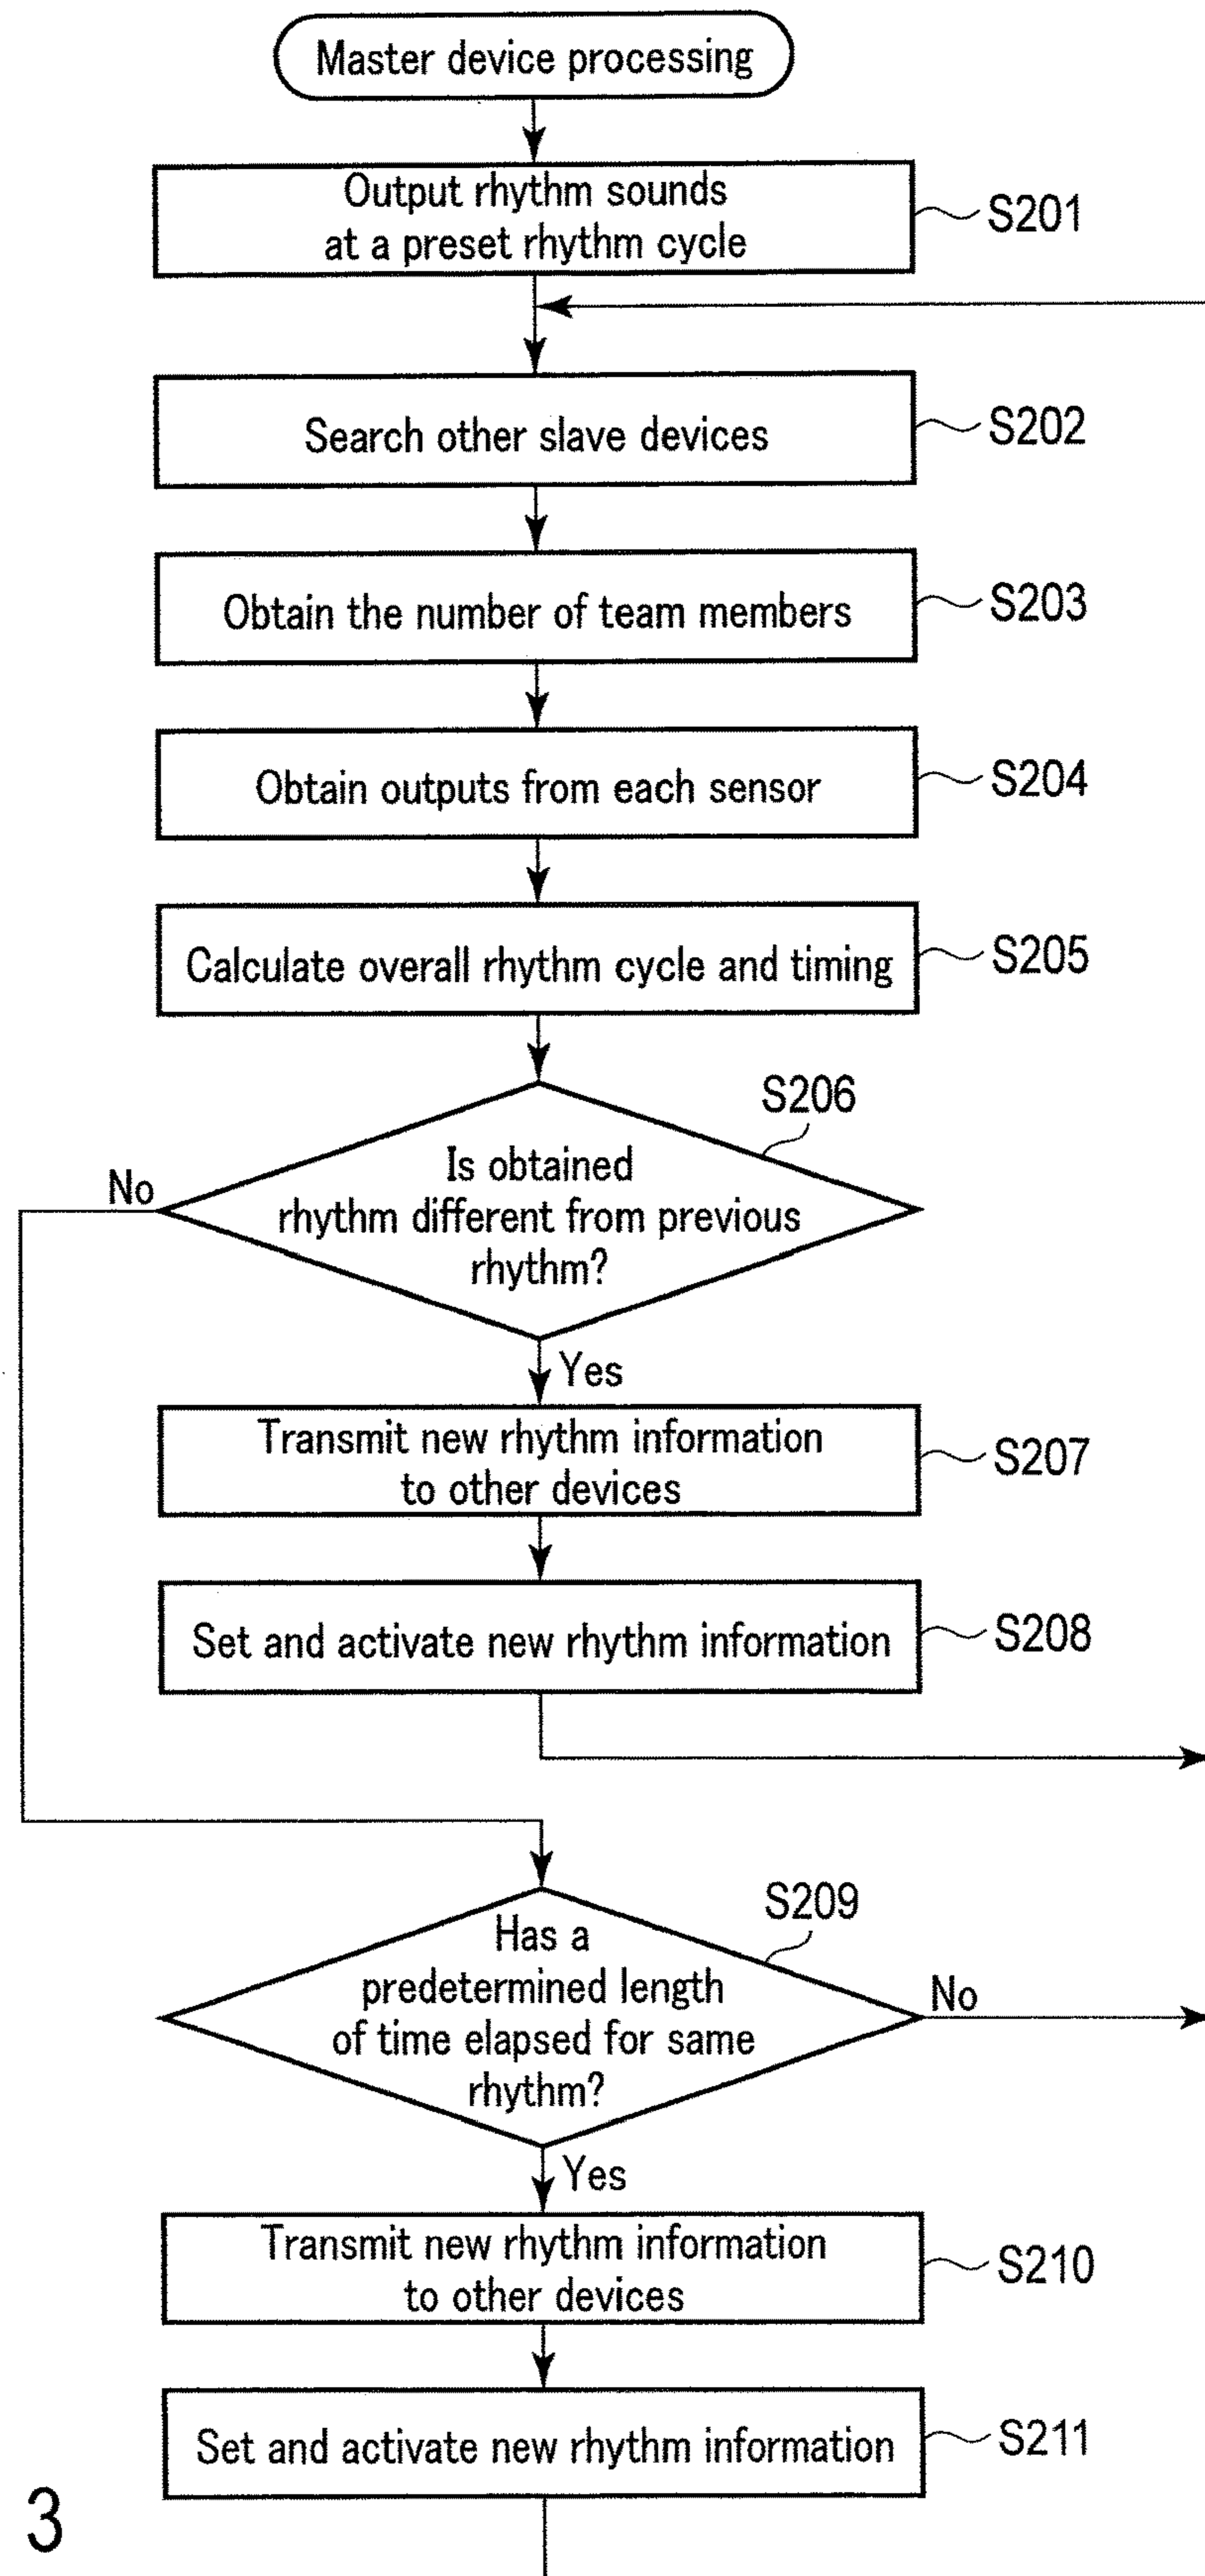 Master device processing
Output rhythm sounds
at a preset rhythm cycle
S201
Search other slave devices
S202
Obtain the number of team members
S203
Obtain outputs from each sensor
S204
Calculate overall rhythm cycle and timing
S205
S206
Is obtained
rhythm different from previous
rhythm?
No
Yes
Transmit new rhythm information
to other devices
S207
Set and activate new rhythm information
S208
S209
Has a
predetermined length
of time elapsed for same
rhythm?
No
Yes
Transmit new rhythm information
to other devices
S210
Set and activate new rhythm information
S211
3